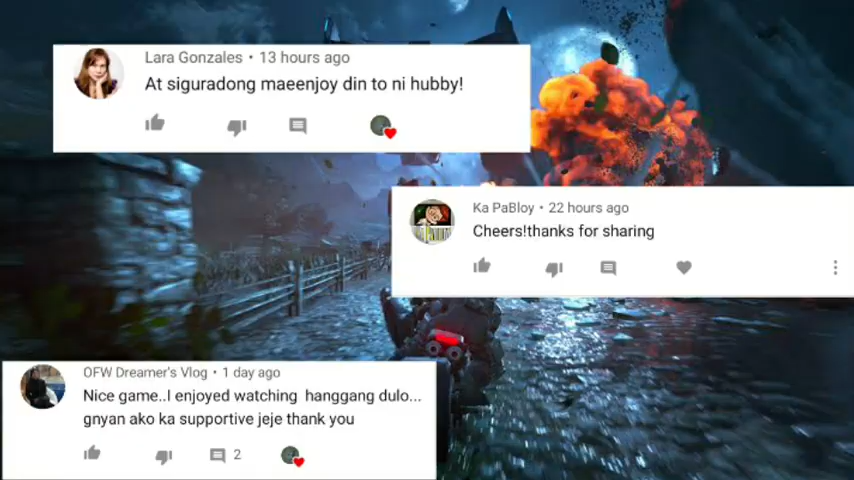 Lara Gonzales • 13 hours ago
At siguradong maeenjoy din to ni hubby!
Ka PaBloy • 22 hours ago
Cheers!thanks for sharing
OFW Dreamer's Vlog • 1 day ago
Nice game..I enjoyed watching hanggang dulo...
gnyan ako ka supportive jeje thank you
2